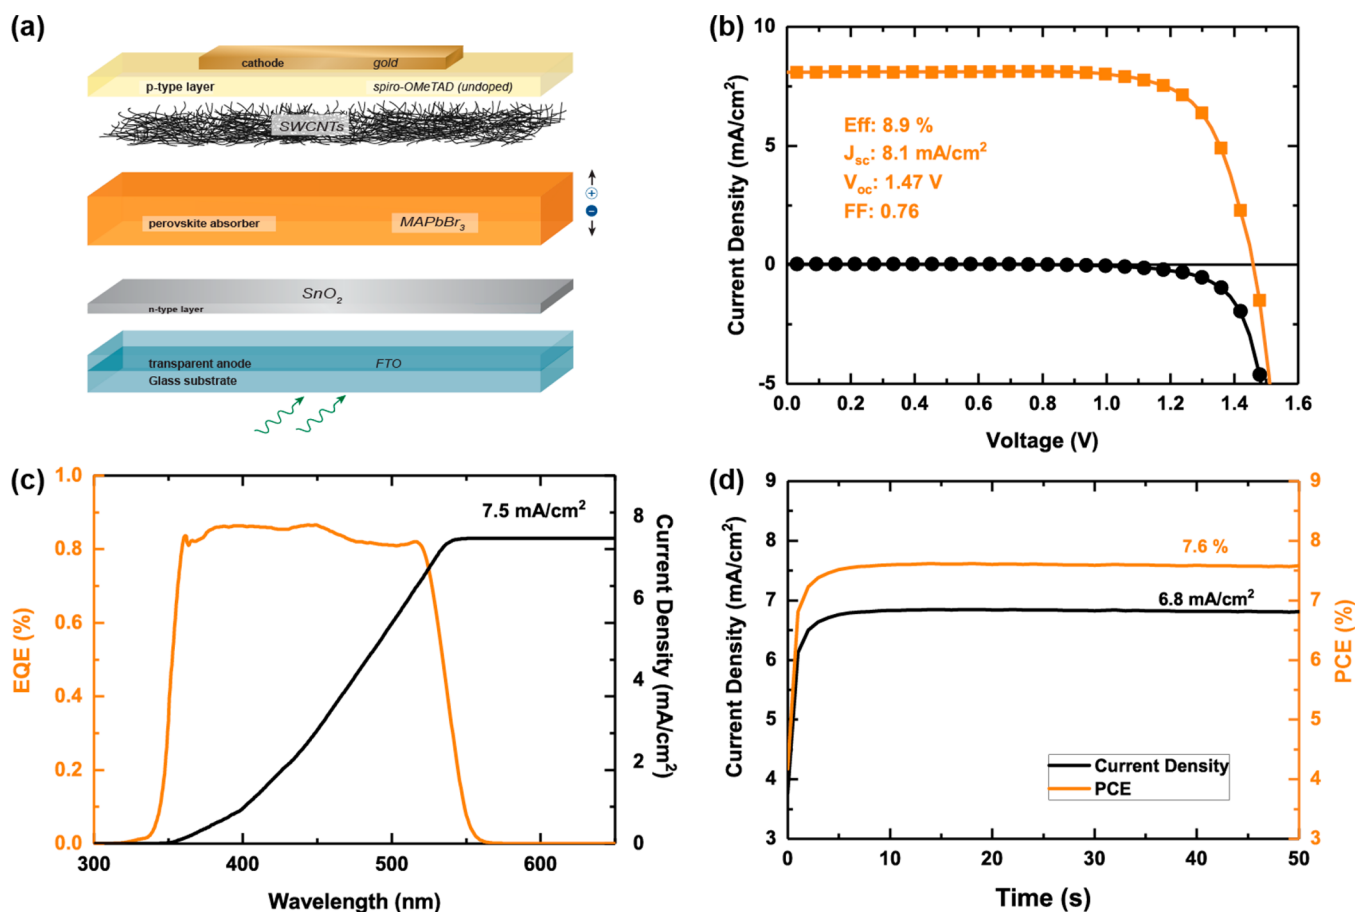 (a)
cathode gold
p-type layer spiro-OMeTAD (undoped)
SWCNTs
+
perovskite absorber MAPbBr3
−
SnO2
n-type layer
transparent anode FTO
Glass substrate
(b)
Current Density (mA/cm2)
10
5
0
-5
Eff: 8.9 %
Jsc: 8.1 mA/cm2
Voc: 1.47 V
FF: 0.76
0.0 0.2 0.4 0.6 0.8 1.0 1.2 1.4 1.6
Voltage (V)
(c)
EQE (%)
1.0
0.8
0.6
0.4
0.2
0.0
7.5 mA/cm2
8
6
4
2
0
Current Density (mA/cm2)
300 400 500 600
Wavelength (nm)
(d)
Current Density (mA/cm2)
9
8
7
6
5
4
3
7.6 %
6.8 mA/cm2
Current Density
PCE
9
8
7
6
5
4
3
PCE (%)
0 10 20 30 40 50
Time (s)